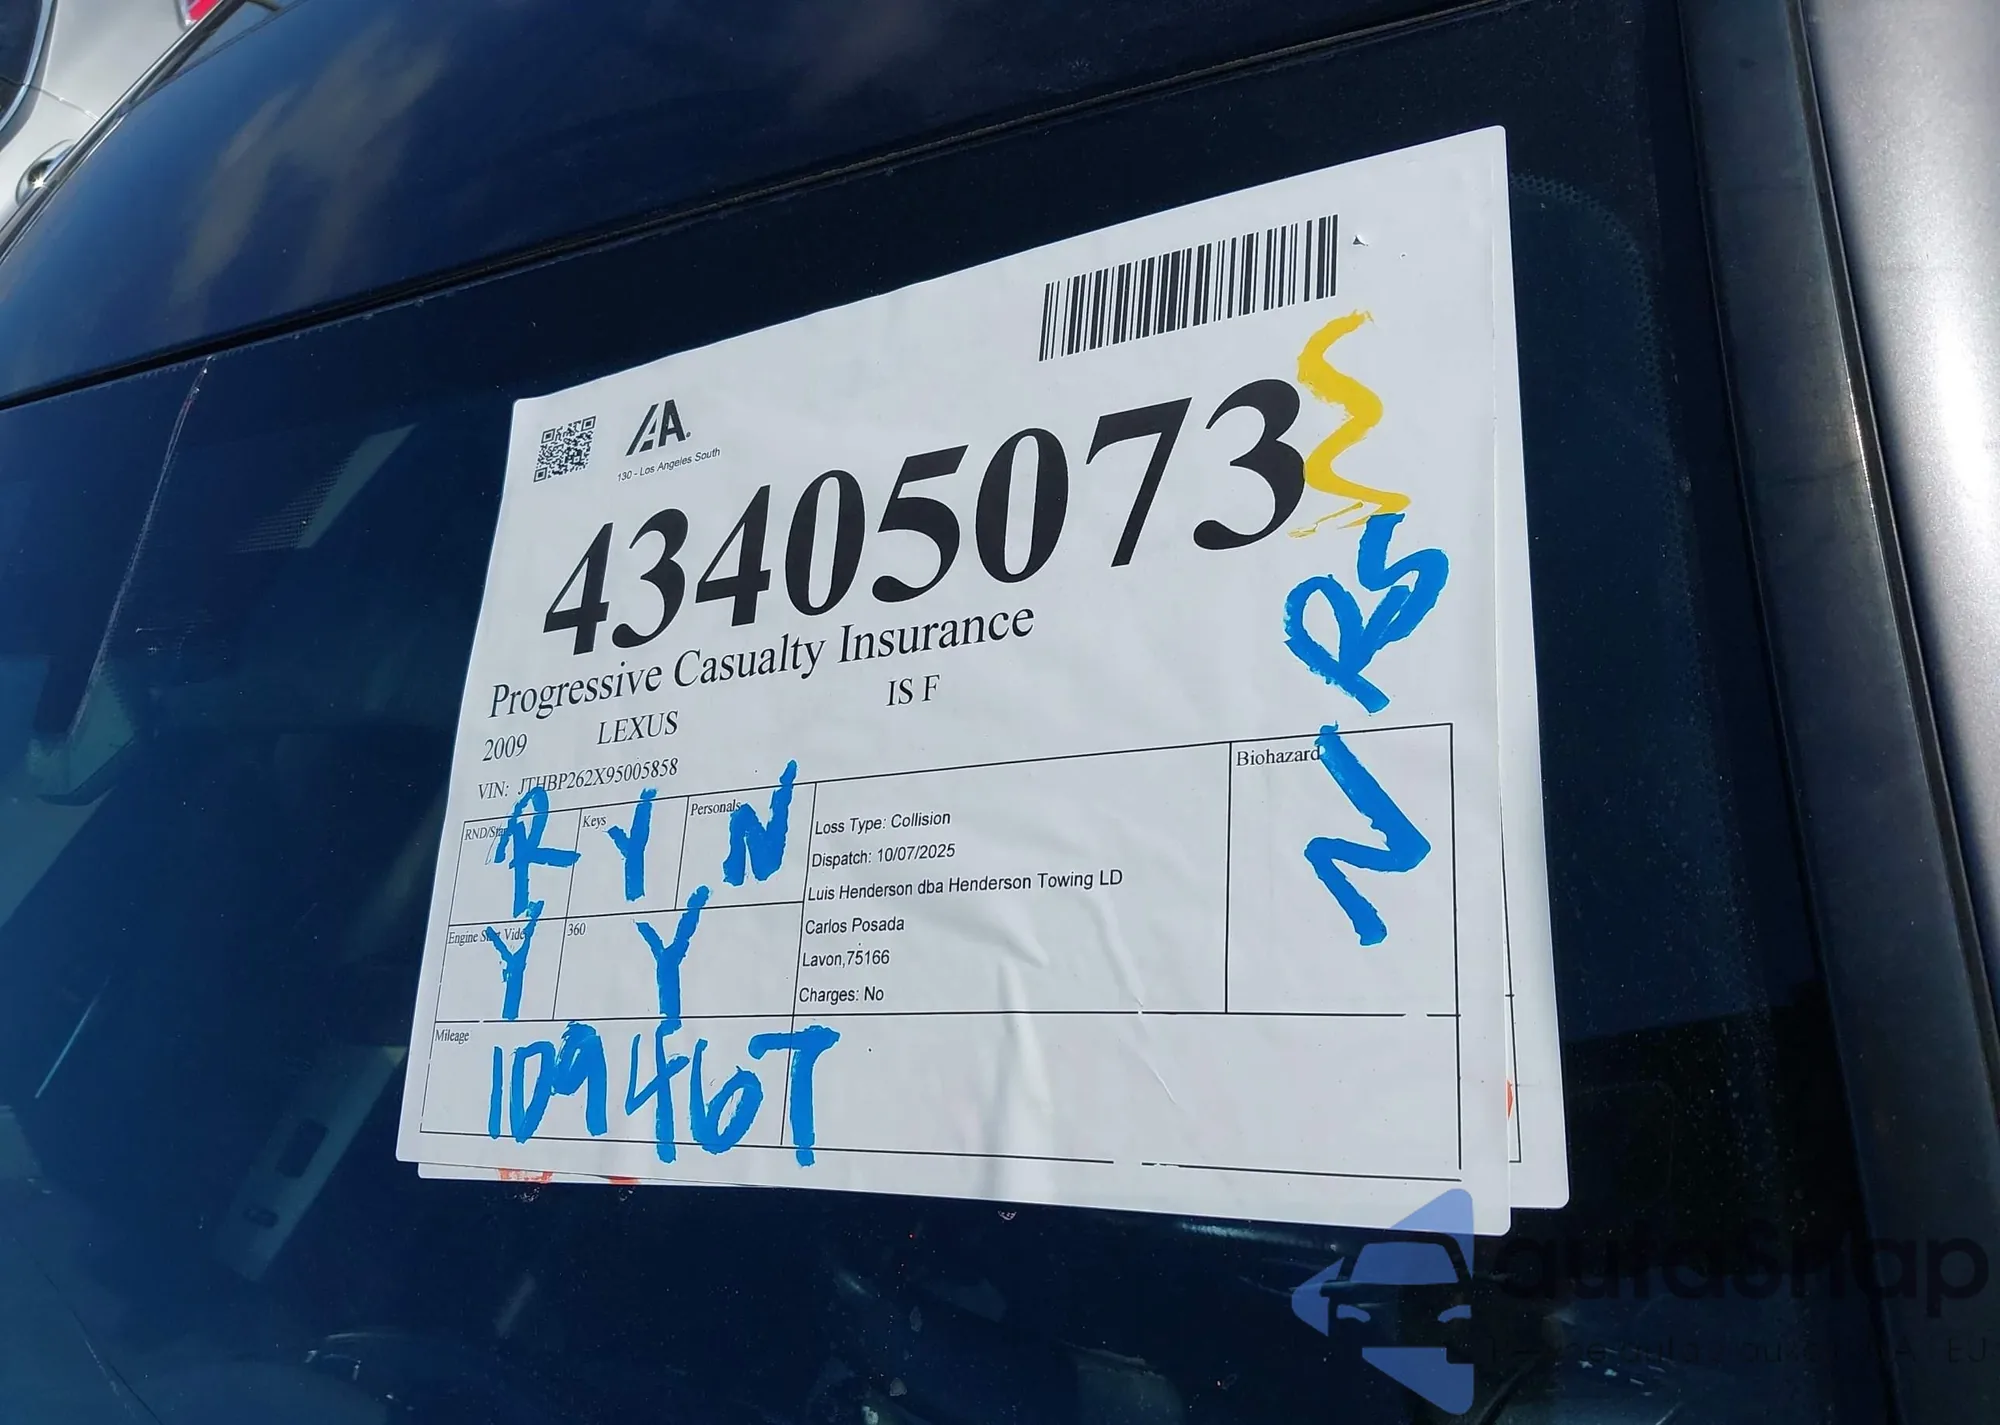 IAA.
130 - Los Angeles South
43405073
Progressive Casualty Insurance
2009 LEXUS IS F
VIN: JTHBP262X95005858
RS
N
RND/Start R
Keys Y
Personals N
Loss Type: Collision
Dispatch: 10/07/2025
Luis Henderson dba Henderson Towing LD
Carlos Posada
Lavon,75166
Charges: No
Biohazard
Engine Start Video Y
360 Y
Mileage
109467
aurasnap